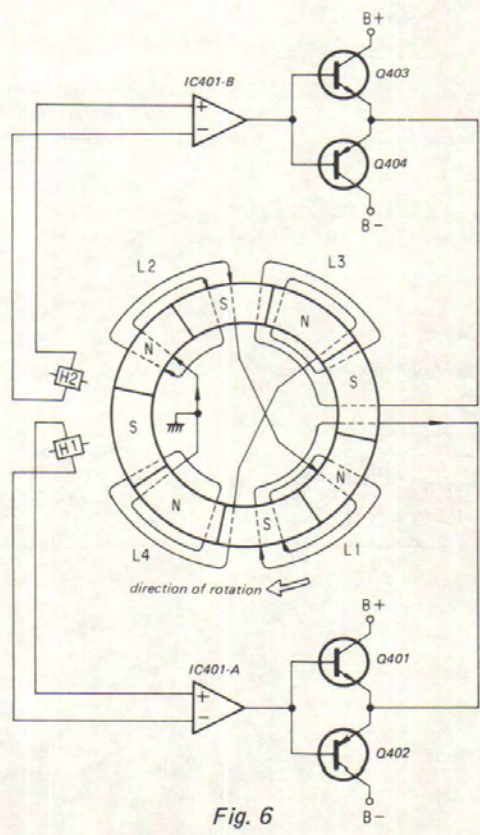 B+
IC401-B
Q403
+
−
Q404
B−
L2
L3
S
N
N
H2
S
S
H1
N
N
S
L4
L1
direction of rotation
B+
IC401-A
Q401
+
−
Q402
B−
Fig. 6